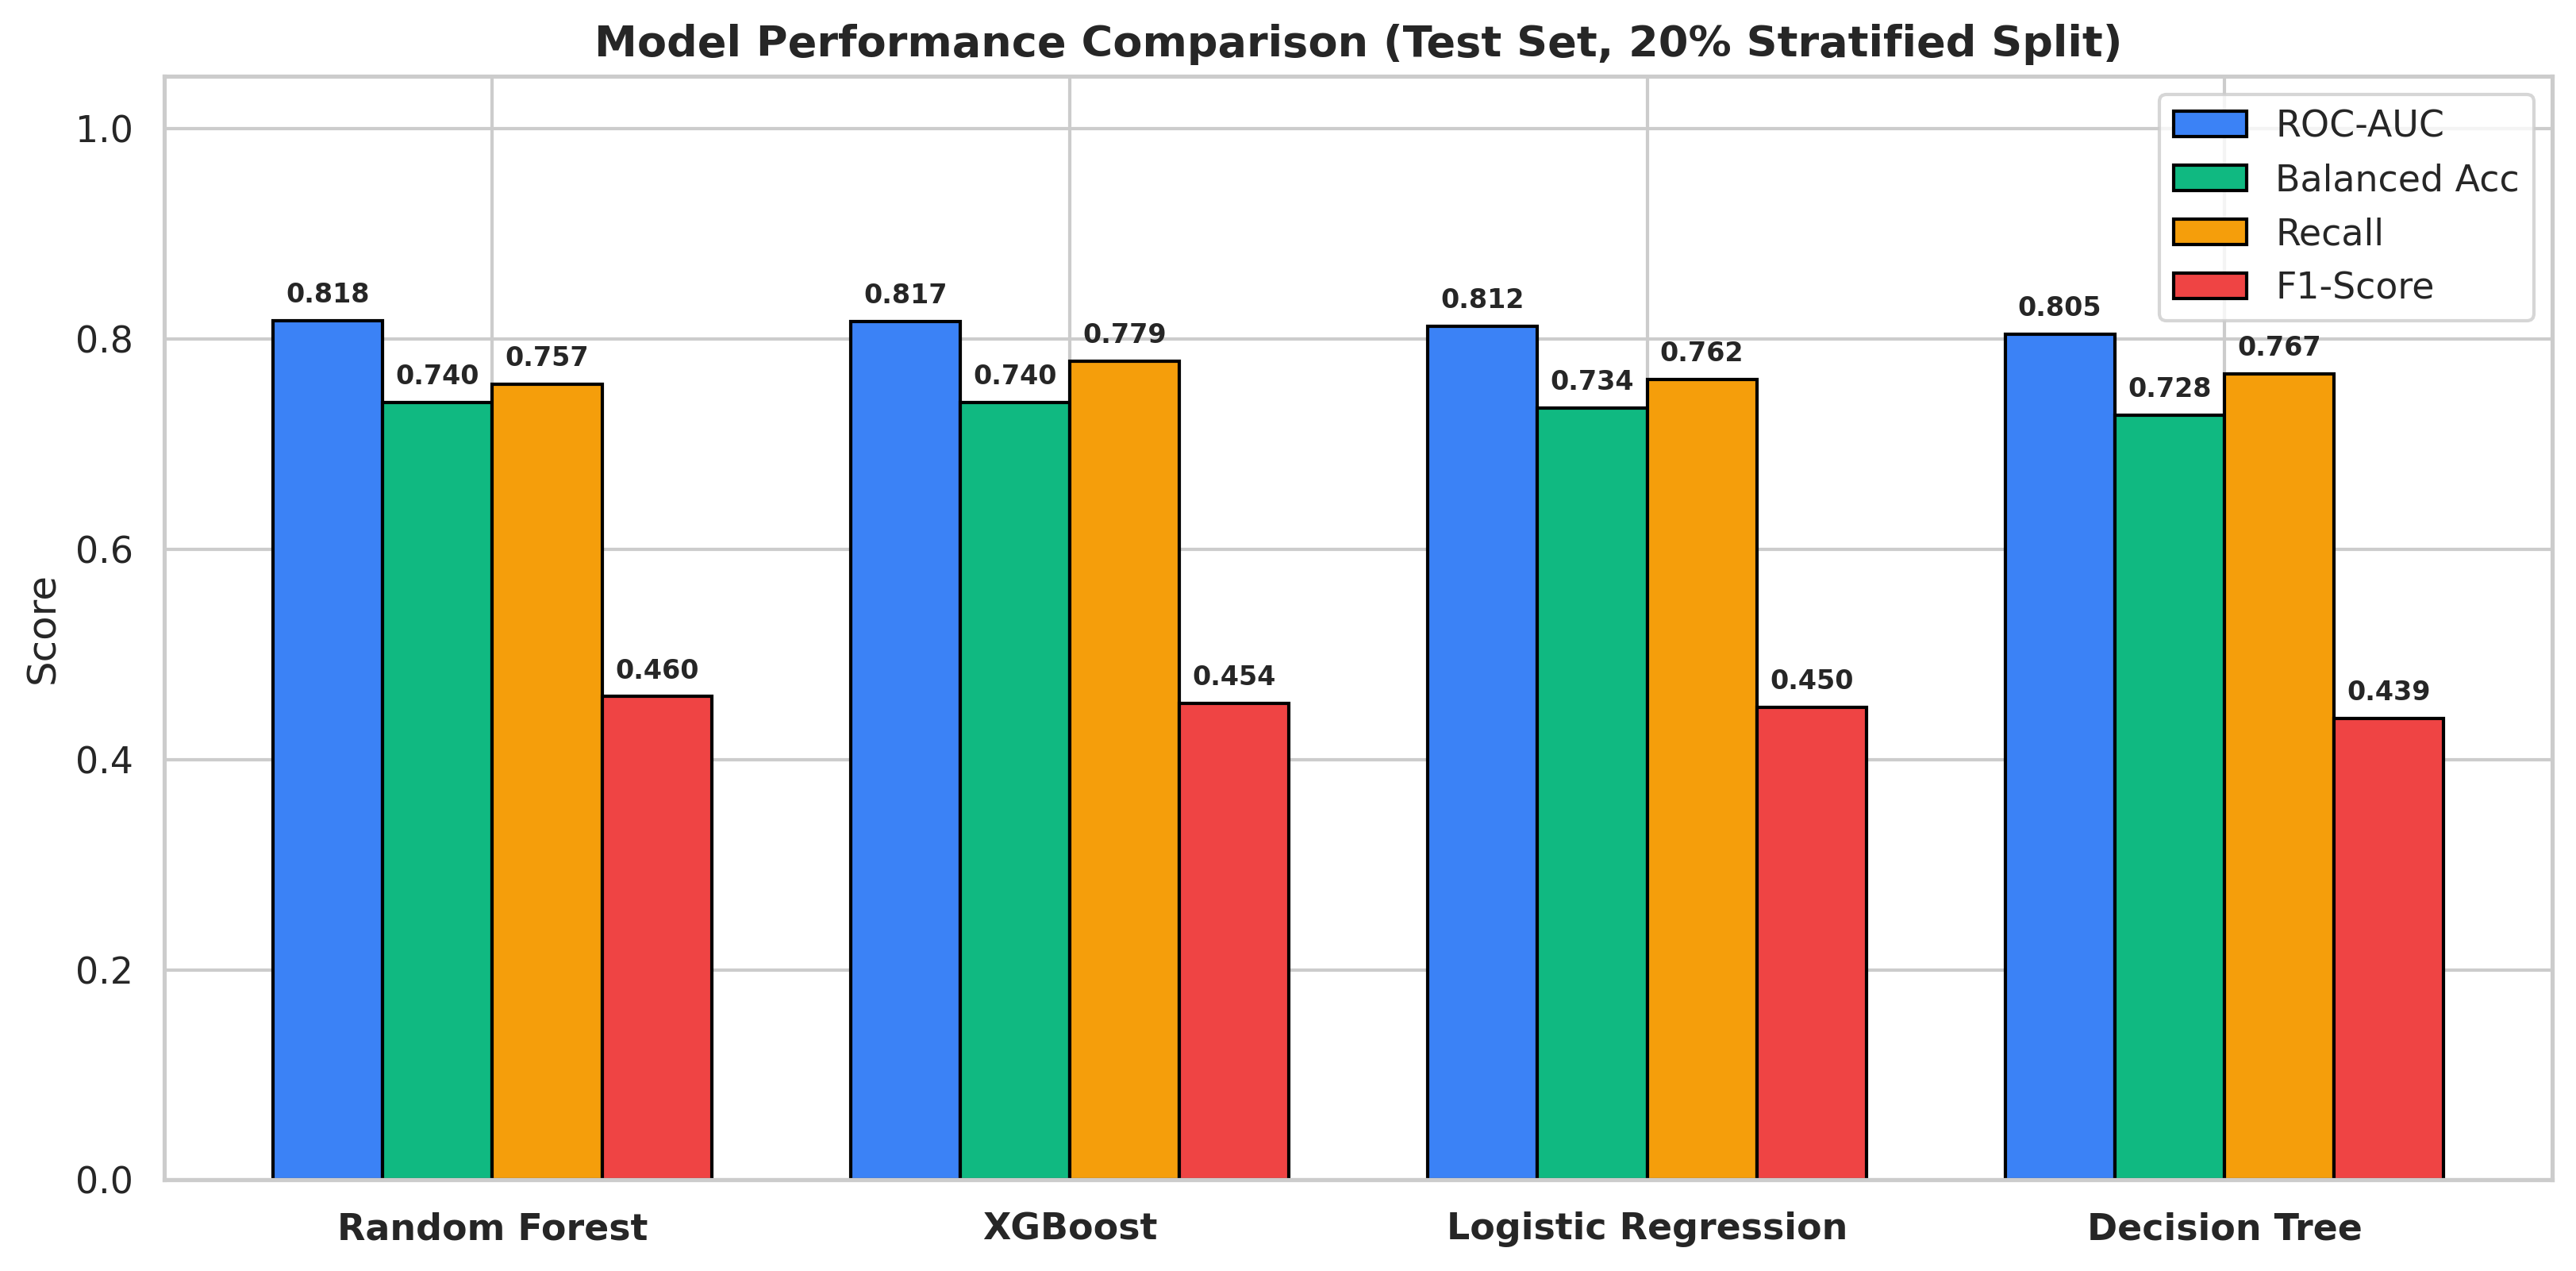 Model Performance Comparison (Test Set, 20% Stratified Split)
ROC-AUC
Balanced Acc
Recall
F1-Score
Score
1.0
0.8
0.6
0.4
0.2
0.0
0.818
0.740
0.757
0.460
0.817
0.740
0.779
0.454
0.812
0.734
0.762
0.450
0.805
0.728
0.767
0.439
Random Forest
XGBoost
Logistic Regression
Decision Tree